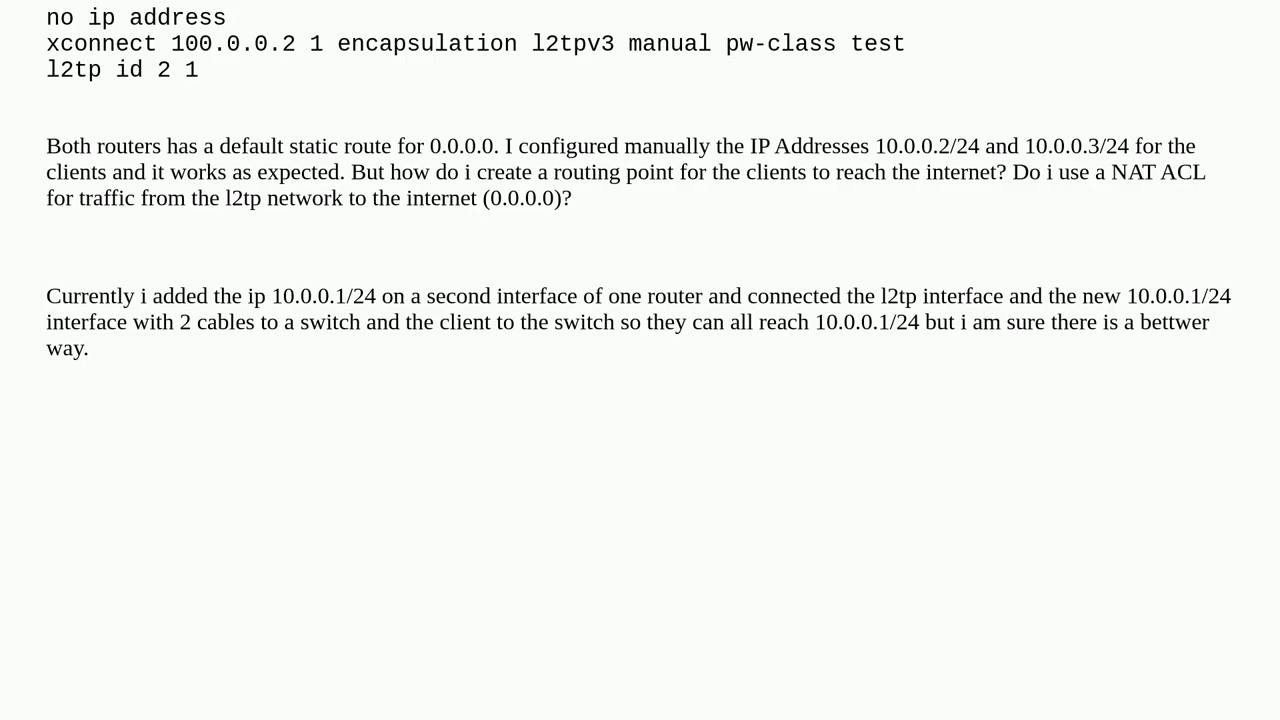 no ip address
xconnect 100.0.0.2 1 encapsulation l2tpv3 manual pw-class test
l2tp id 2 1
Both routers has a default static route for 0.0.0.0. I configured manually the IP Addresses 10.0.0.2/24 and 10.0.0.3/24 for the
clients and it works as expected. But how do i create a routing point for the clients to reach the internet? Do i use a NAT ACL
for traffic from the l2tp network to the internet (0.0.0.0)?
Currently i added the ip 10.0.0.1/24 on a second interface of one router and connected the l2tp interface and the new 10.0.0.1/24
interface with 2 cables to a switch and the client to the switch so they can all reach 10.0.0.1/24 but i am sure there is a bettwer
way.